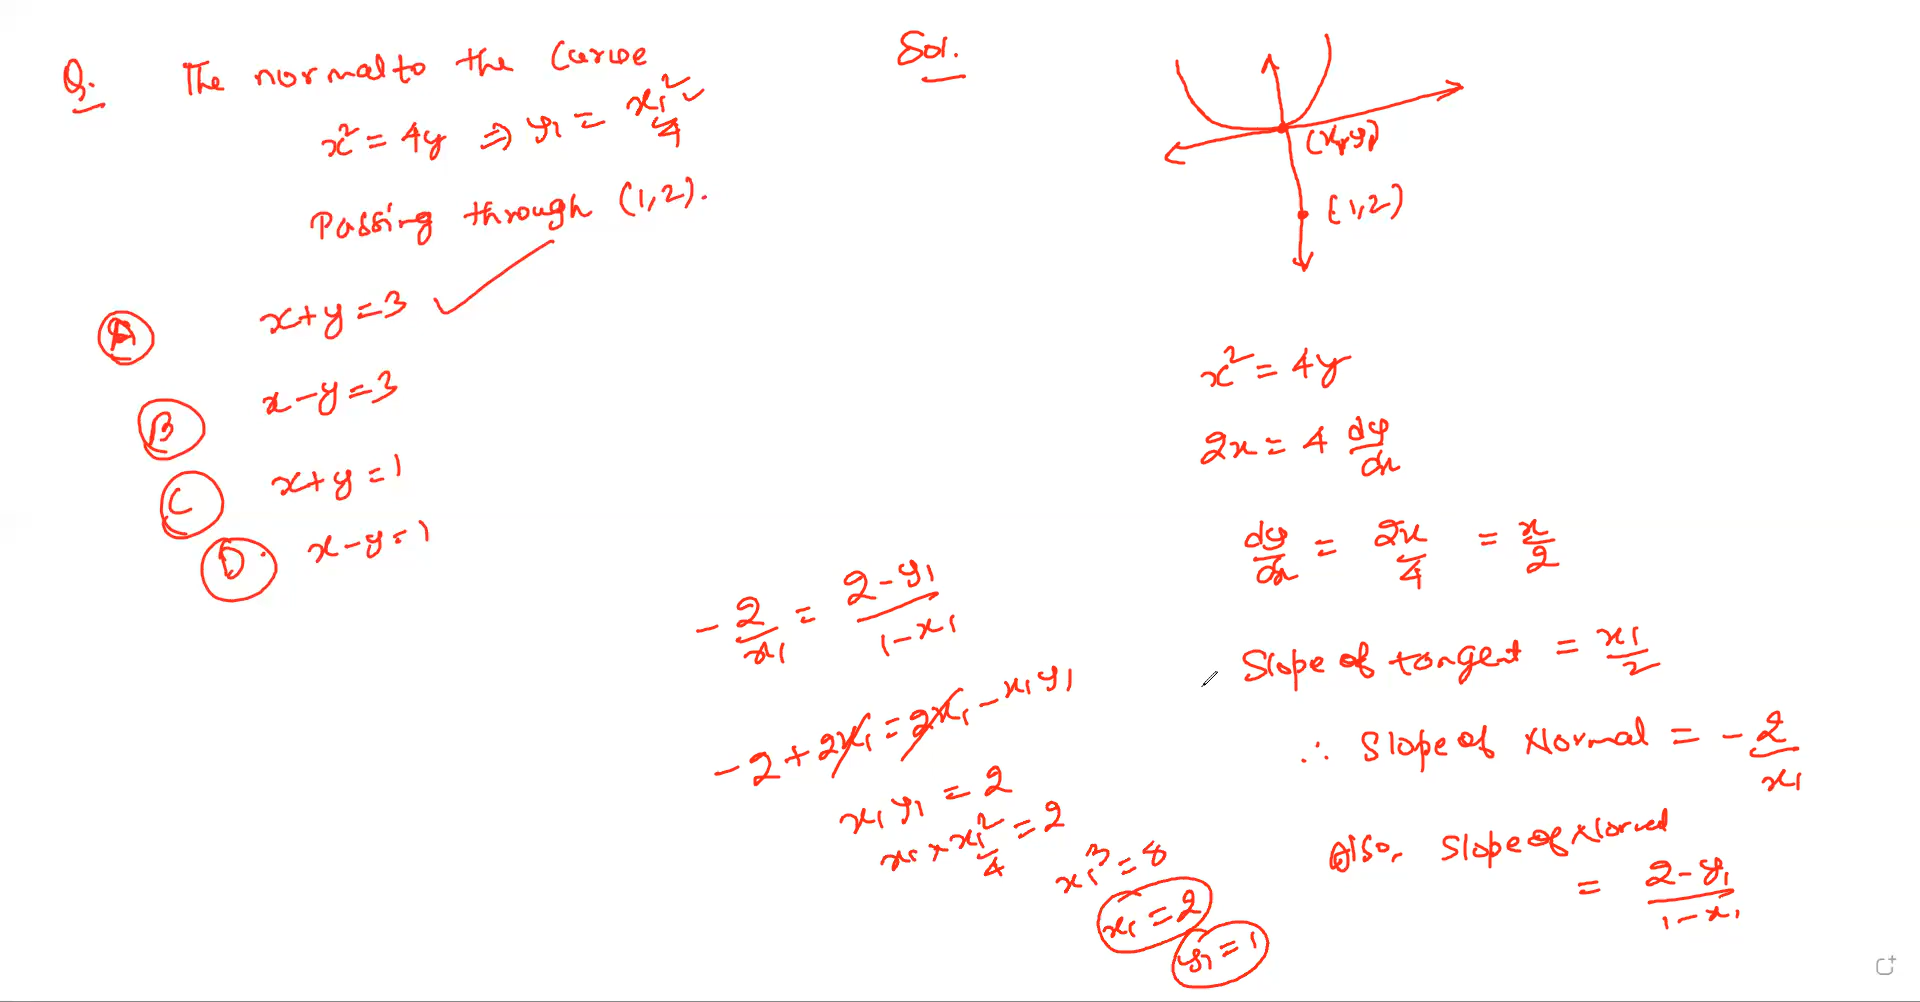 Q. The normal to the Curve
x² = 4y ⇒ y₁ = x₁²/4
Passing through (1,2).
A x+y=3 ✓
B x-y=3
C x+y=1
D x-y=1
Sol.
(x₁,y₁)
(1,2)
x² = 4y
2x = 4 dy/dx
dy/dx = 2x/4 = x/2
Slope of tangent = x₁/2
∴ Slope of Normal = -2/x₁
Also, Slope of Normal
= 2-y₁/1-x₁
-2/x₁ = 2-y₁/1-x₁
-2+2x₁ = 2x₁-x₁y₁
x₁y₁ = 2
x₁ × x₁²/4 = 2
x₁³ = 8
x₁ = 2
y₁ = 1